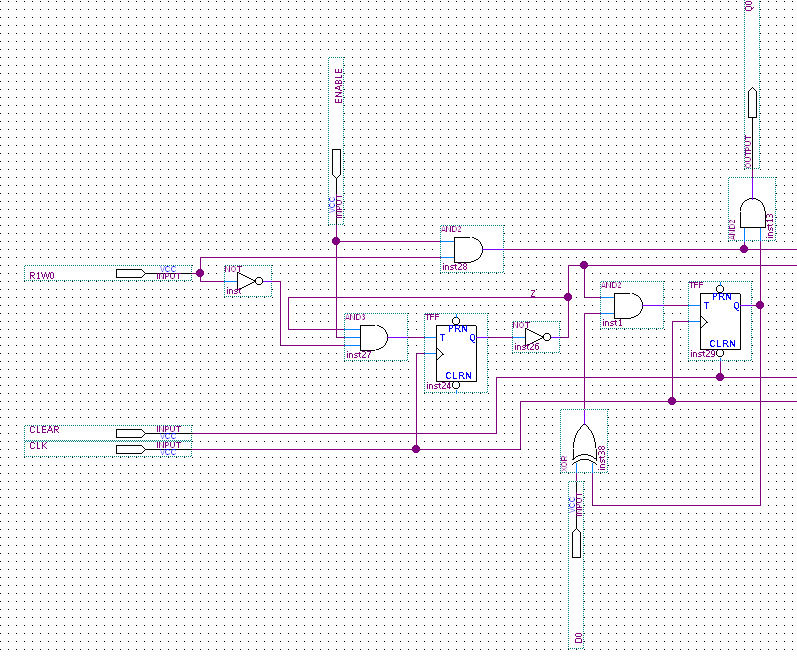 Q0
OUTPUT
ENABLE
VCC
INPUT
AND2
inst13
AND2
inst28
R1W0
VCC
INPUT
NOT
inst
Z
AND3
inst27
TFF
PRN
T
Q
CLRN
inst24
NOT
inst26
AND2
inst1
TFF
PRN
T
Q
CLRN
inst29
CLEAR
INPUT
VCC
CLK
INPUT
VCC
XOR
inst38
VCC
INPUT
D0